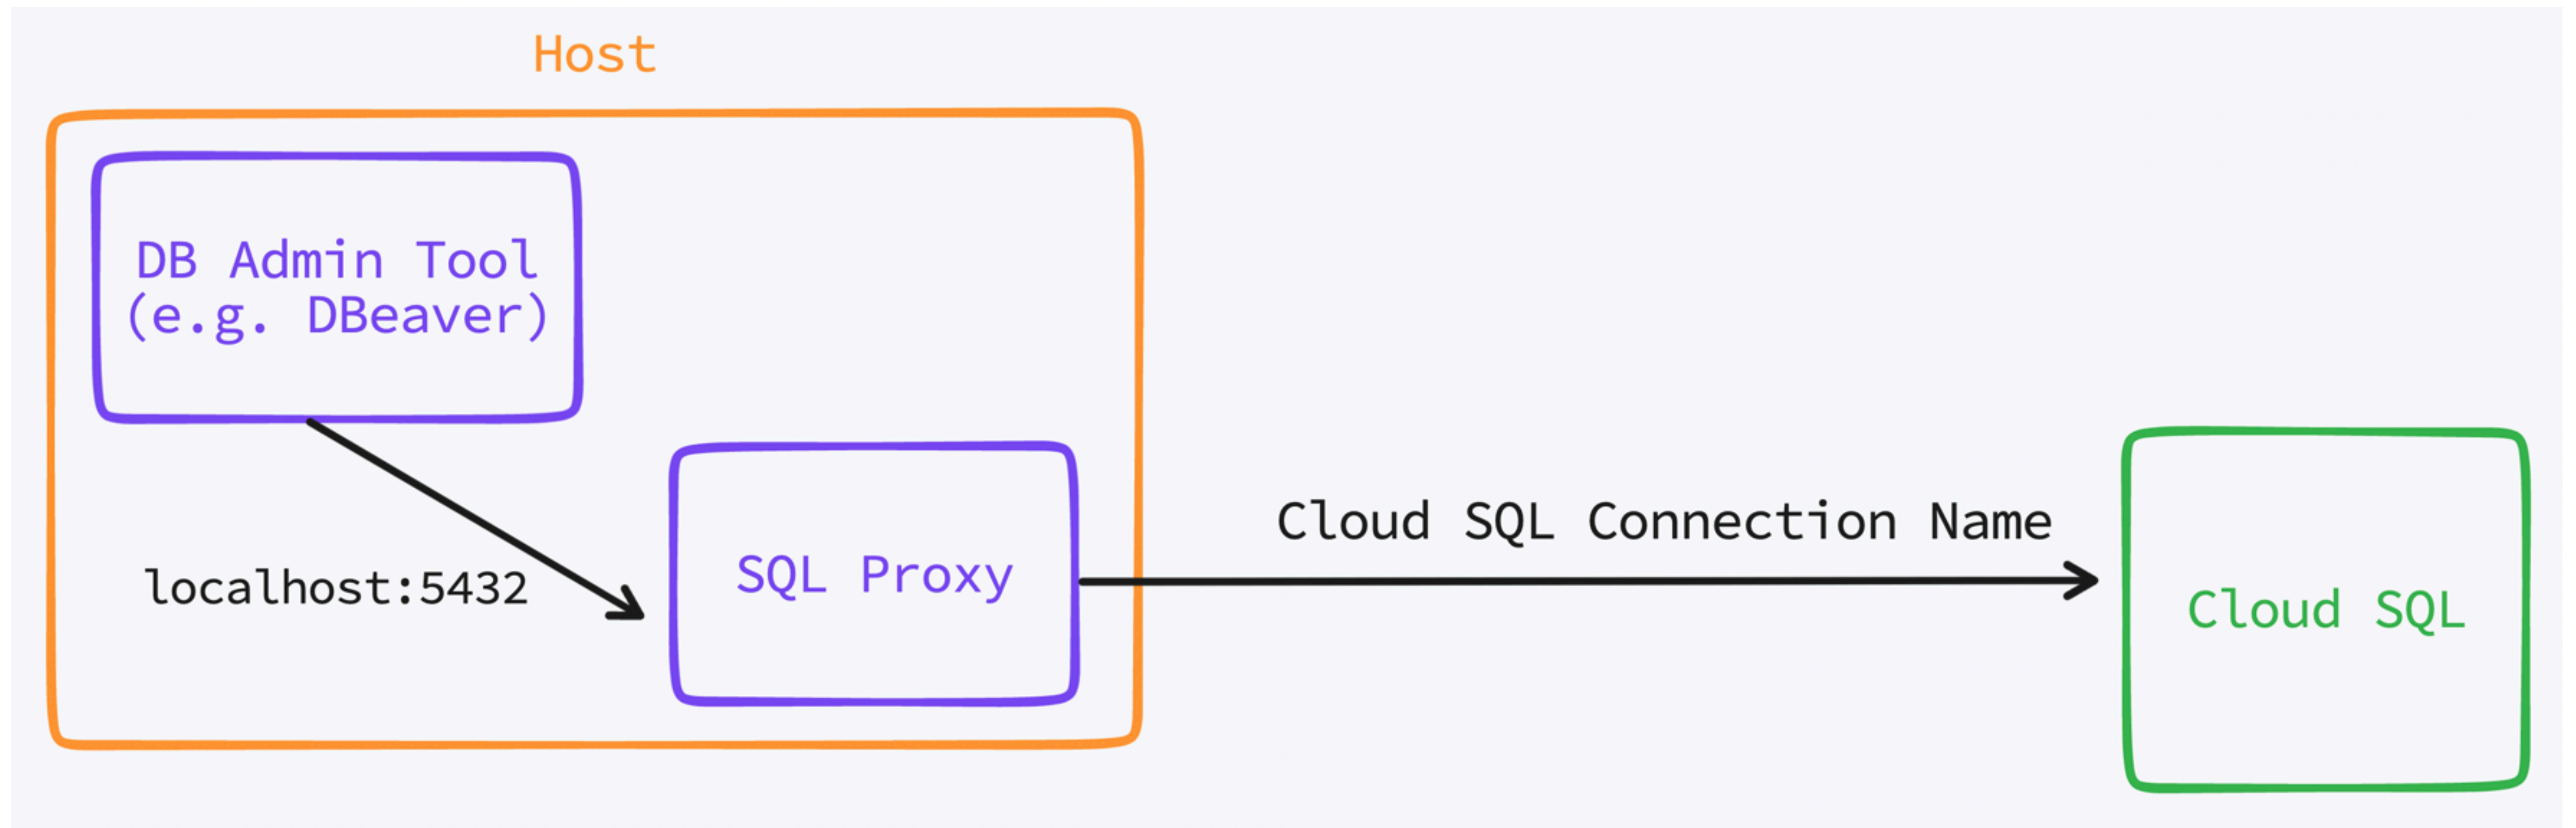 Host
DB Admin Tool
(e.g. DBeaver)
localhost:5432
SQL Proxy
Cloud SQL Connection Name
Cloud SQL